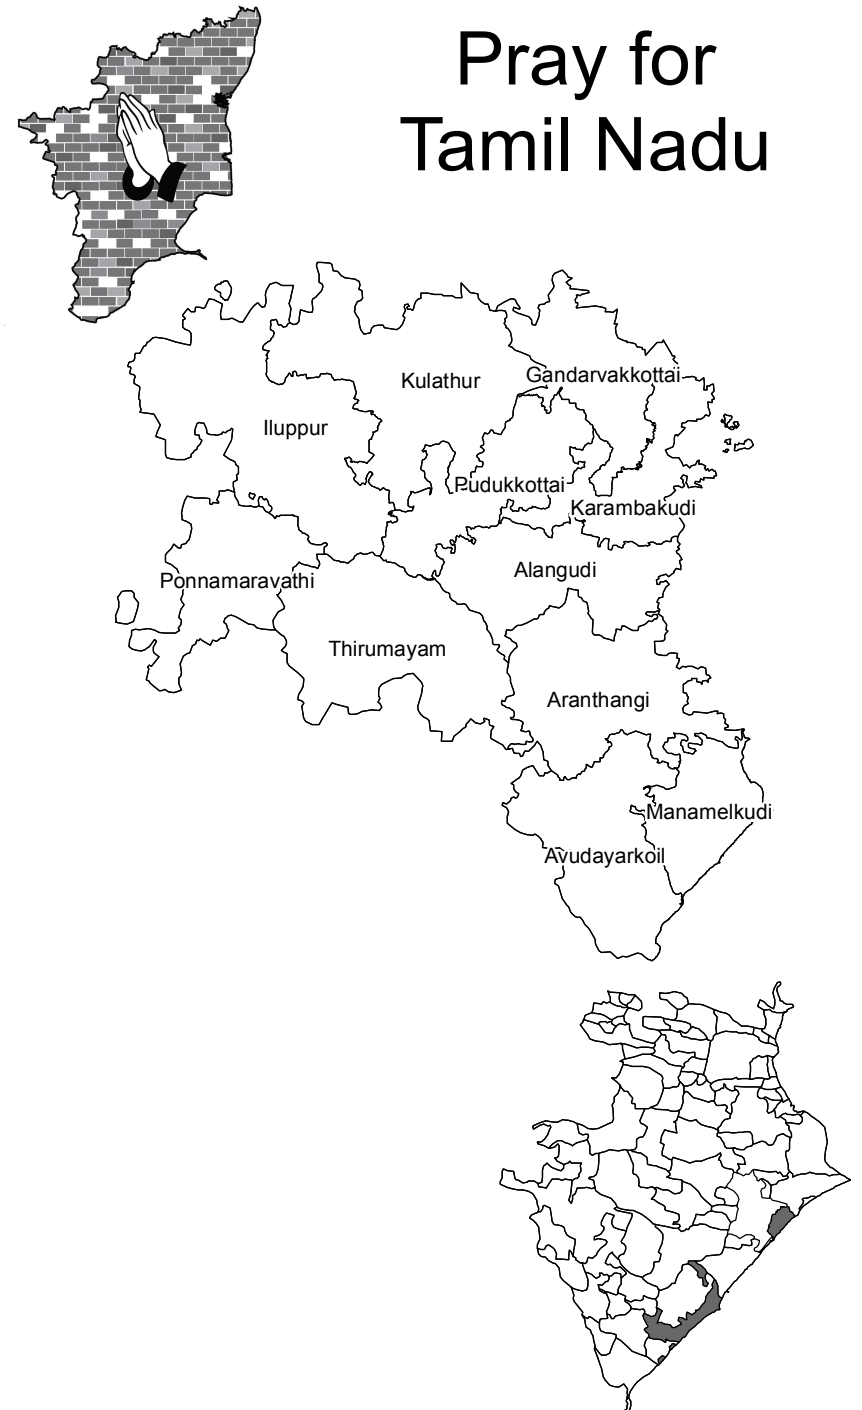 Pray for
Tamil Nadu
Kulathur
Gandarvakkottai
Iluppur
Pudukkottai
Karambakudi
Alangudi
Ponnamaravathi
Thirumayam
Aranthangi
Manamelkudi
Avudayarkoil